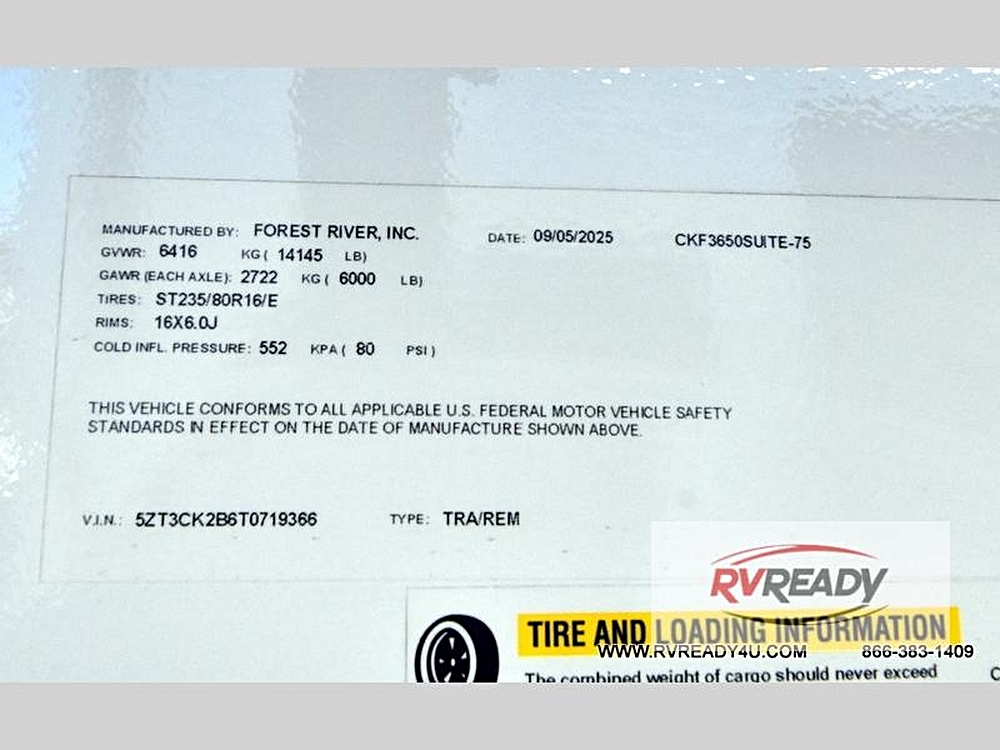 MANUFACTURED BY: FOREST RIVER, INC. DATE: 09/05/2025 CKF3650SUITE-75
GVWR: 6416 KG ( 14145 LB)
GAWR (EACH AXLE): 2722 KG ( 6000 LB)
TIRES: ST235/80R16/E
RIMS: 16X6.0J
COLD INFL. PRESSURE: 552 KPA ( 80 PSI )
THIS VEHICLE CONFORMS TO ALL APPLICABLE U.S. FEDERAL MOTOR VEHICLE SAFETY
STANDARDS IN EFFECT ON THE DATE OF MANUFACTURE SHOWN ABOVE.
V.I.N.: 5ZT3CK2B6T0719366 TYPE: TRA/REM
RVREADY
TIRE AND LOADING INFORMATION
WWW.RVREADY4U.COM 866-383-1409
The combined weight of cargo should never exceed